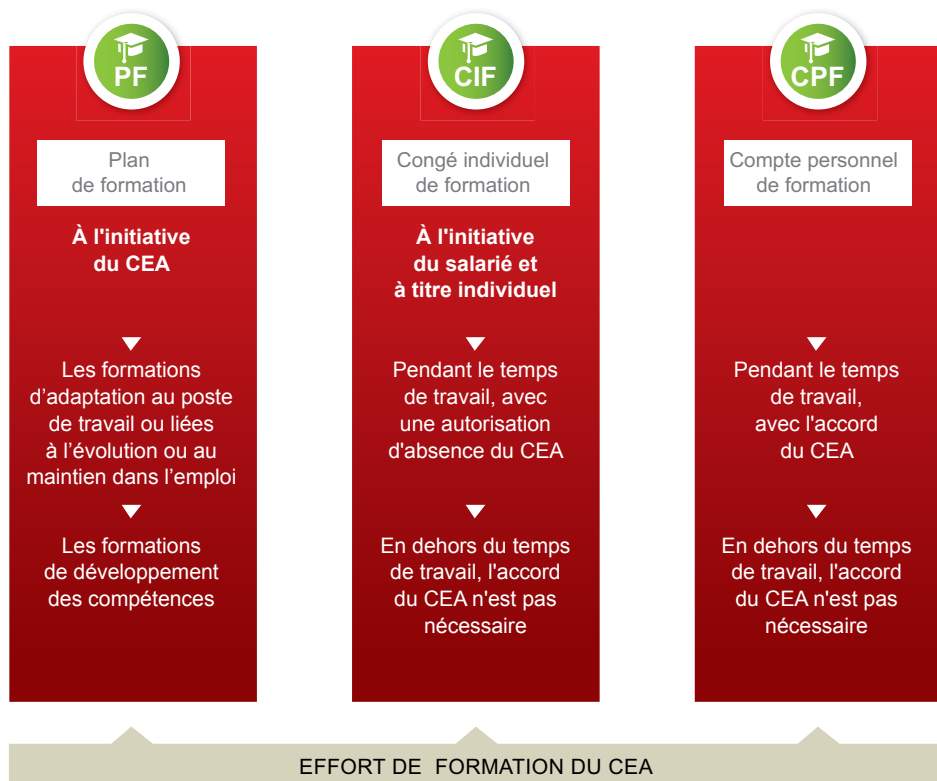 PF
Plan
de formation
À l'initiative
du CEA
Les formations
d’adaptation au poste
de travail ou liées
à l’évolution ou au
maintien dans l’emploi
Les formations
de développement
des compétences
CIF
Congé individuel
de formation
À l'initiative
du salarié et
à titre individuel
Pendant le temps
de travail, avec
une autorisation
d'absence du CEA
En dehors du temps
de travail, l'accord
du CEA n'est pas
nécessaire
CPF
Compte personnel
de formation
Pendant le temps
de travail,
avec l'accord
du CEA
En dehors du temps
de travail, l'accord
du CEA n'est pas
nécessaire
EFFORT DE FORMATION DU CEA